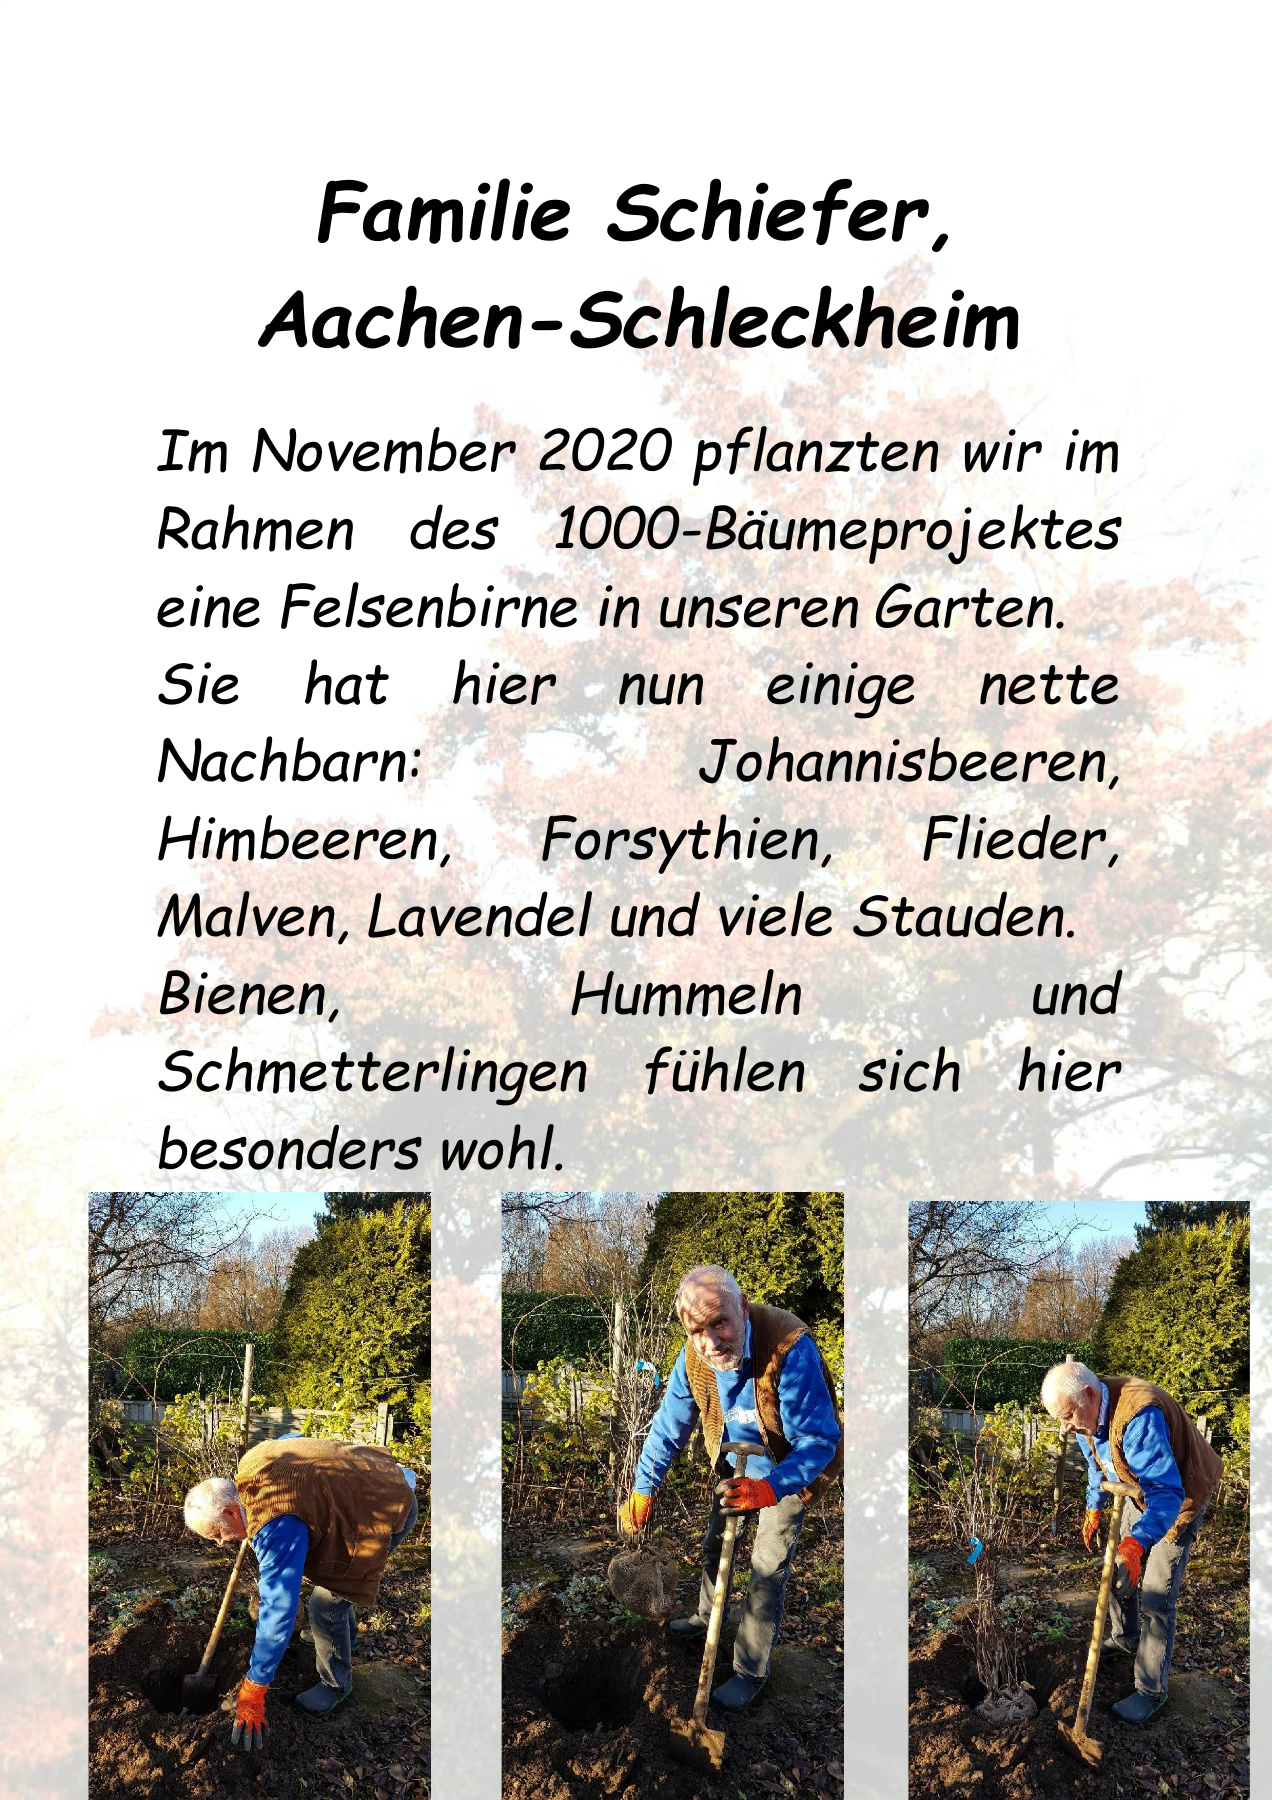 Familie Schiefer,
Aachen-Schleckheim
Im November 2020 pflanzten wir im
Rahmen des 1000-Bäumeprojektes
eine Felsenbirne in unseren Garten.
Sie hat hier nun einige nette
Nachbarn: Johannisbeeren,
Himbeeren, Forsythien, Flieder,
Malven, Lavendel und viele Stauden.
Bienen, Hummeln und
Schmetterlingen fühlen sich hier
besonders wohl.